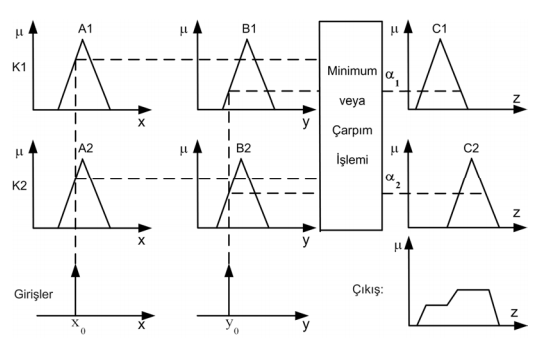 μ A1 μ B1 μ C1
K1
Minimum
veya
Çarpım
İşlemi
α1
x y z
μ A2 μ B2 μ C2
K2
α2
x y z
μ
Girişler
Çıkış:
x0 x y0 y z